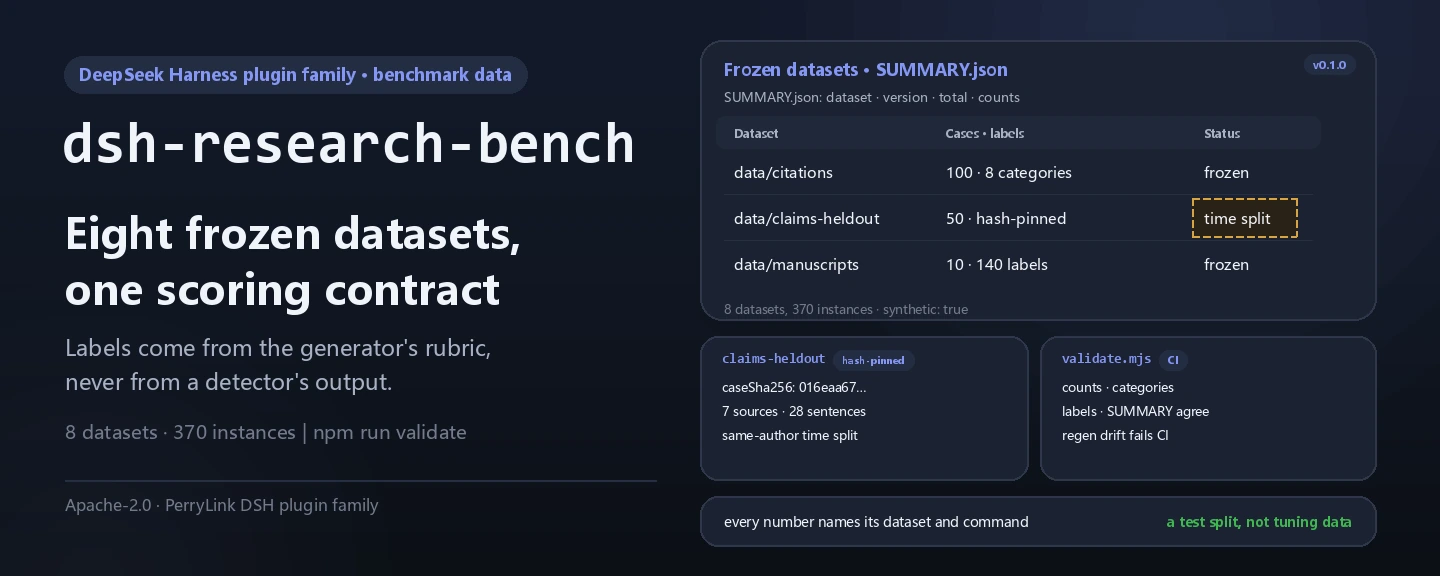 DeepSeek Harness plugin family • benchmark data
dsh-research-bench
Eight frozen datasets,
one scoring contract
Labels come from the generator's rubric,
never from a detector's output.
8 datasets · 370 instances | npm run validate
Apache-2.0 · PerryLink DSH plugin family
Frozen datasets • SUMMARY.json
v0.1.0
SUMMARY.json: dataset · version · total · counts
Dataset Cases • labels Status
data/citations 100 · 8 categories frozen
data/claims-heldout 50 · hash-pinned time split
data/manuscripts 10 · 140 labels frozen
8 datasets, 370 instances · synthetic: true
claims-heldout hash-pinned
caseSha256: 016eaa67…
7 sources · 28 sentences
same-author time split
validate.mjs CI
counts · categories
labels · SUMMARY agree
regen drift fails CI
every number names its dataset and command
a test split, not tuning data